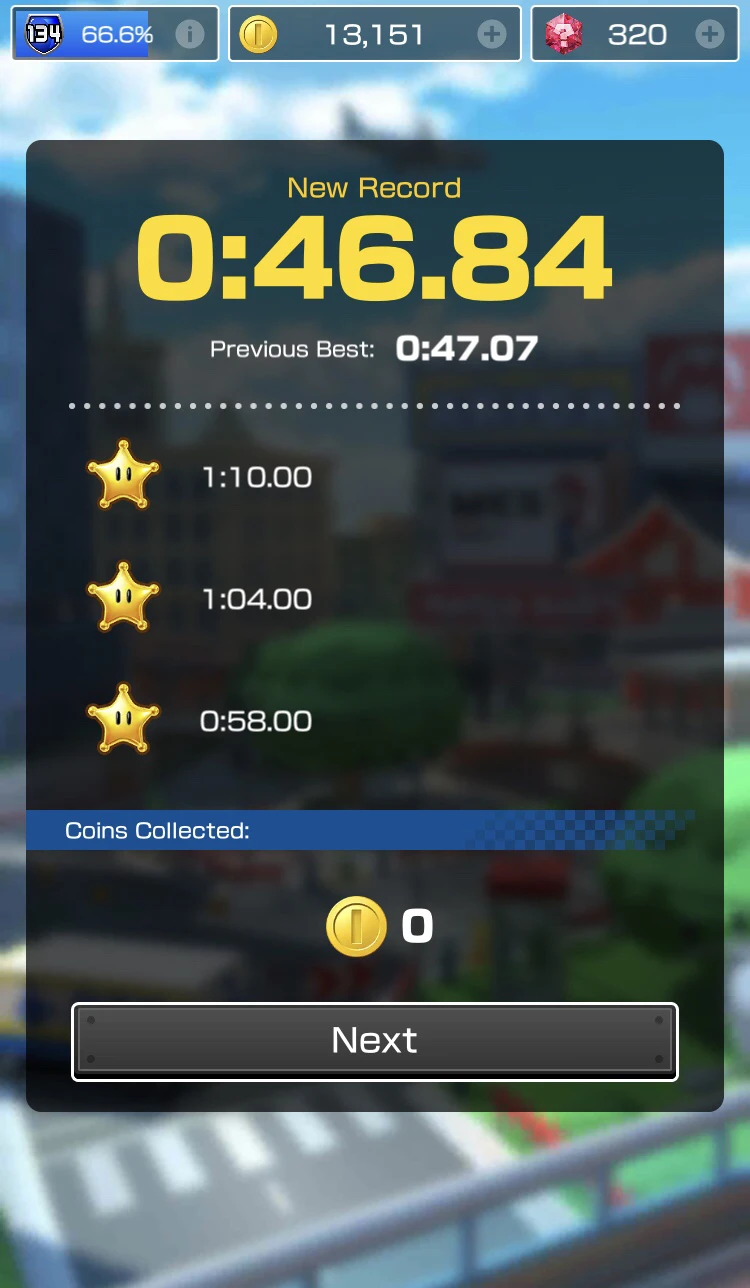 134 66.6% i 13,151 + ? 320 +
New Record
0:46.84
Previous Best: 0:47.07
1:10.00
1:04.00
0:58.00
Coins Collected:
0
Next